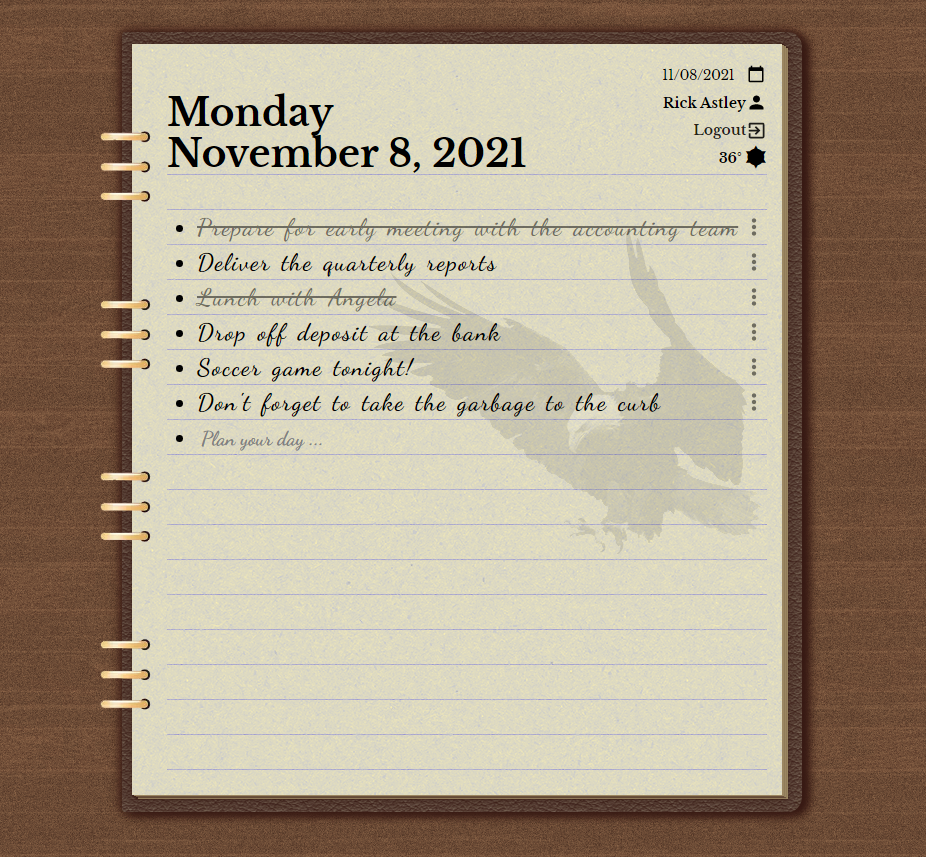 11/08/2021
Monday
Rick Astley
Logout
November 8, 2021
36°
Prepare for early meeting with the accounting team
Deliver the quarterly reports
Lunch with Angela
Drop off deposit at the bank
Soccer game tonight!
Don't forget to take the garbage to the curb
Plan your day ...